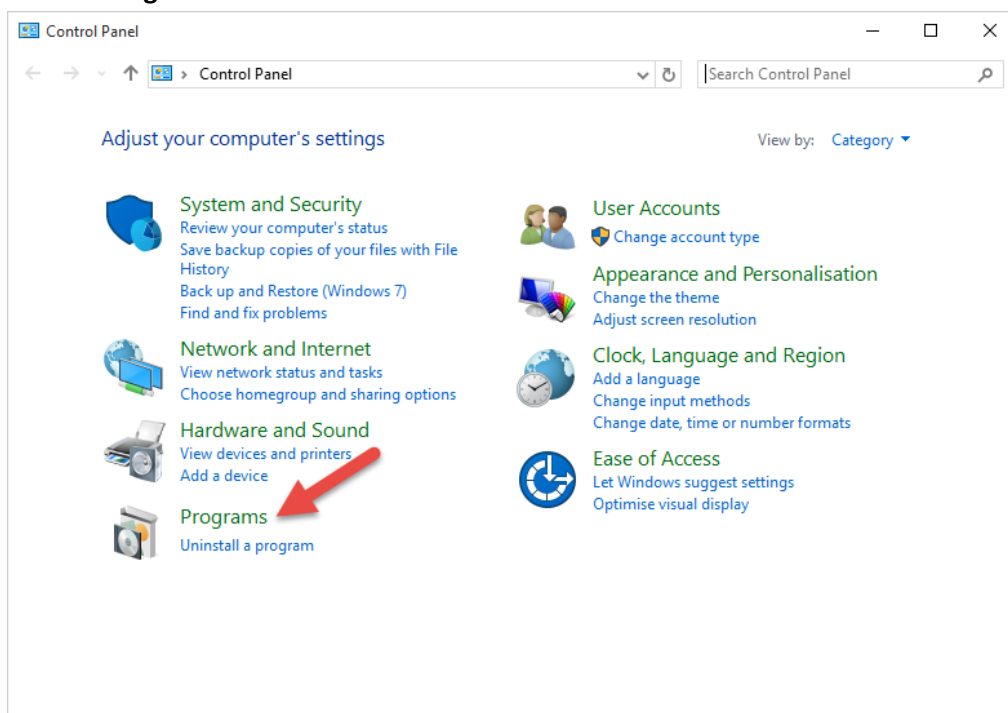 Control Panel
Control Panel
Search Control Panel
Adjust your computer's settings
View by: Category
System and Security
Review your computer's status
Save backup copies of your files with File
History
Back up and Restore (Windows 7)
Find and fix problems
Network and Internet
View network status and tasks
Choose homegroup and sharing options
Hardware and Sound
View devices and printers
Add a device
Programs
Uninstall a program
User Accounts
Change account type
Appearance and Personalisation
Change the theme
Adjust screen resolution
Clock, Language and Region
Add a language
Change input methods
Change date, time or number formats
Ease of Access
Let Windows suggest settings
Optimise visual display